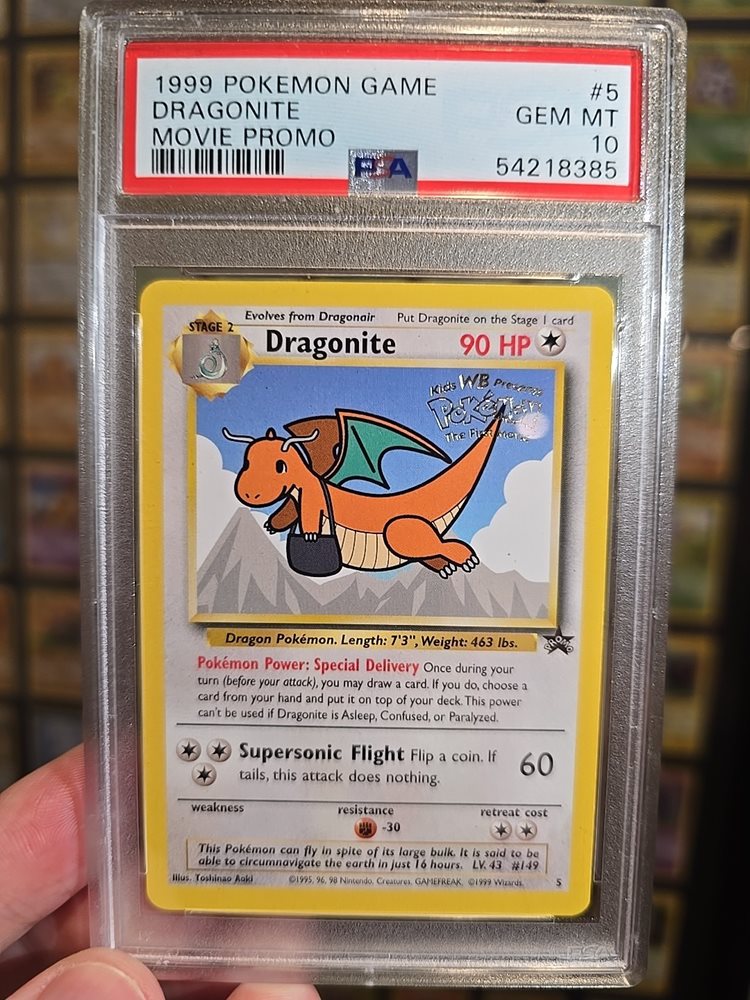 1999 POKEMON GAME #5
DRAGONITE GEM MT
MOVIE PROMO 10
PSA 54218385
Evolves from Dragonair Put Dragonite on the Stage 1 card
STAGE 2
Dragonite 90 HP
Kids WB Presents
Pokémon
The First Movie
Dragon Pokémon. Length: 7'3", Weight: 463 lbs.
PROMO
Pokémon Power: Special Delivery Once during your
turn (before your attack), you may draw a card. If you do, choose a
card from your hand and put it on top of your deck. This power
can't be used if Dragonite is Asleep, Confused, or Paralyzed.
Supersonic Flight Flip a coin. If 60
tails, this attack does nothing.
weakness resistance retreat cost
-30
This Pokémon can fly in spite of its large bulk. It is said to be
able to circumnavigate the earth in just 16 hours. LV. 43 #149
Illus. Toshinao Aoki ©1995, 96, 98 Nintendo, Creatures, GAMEFREAK. ©1999 Wizards. 5